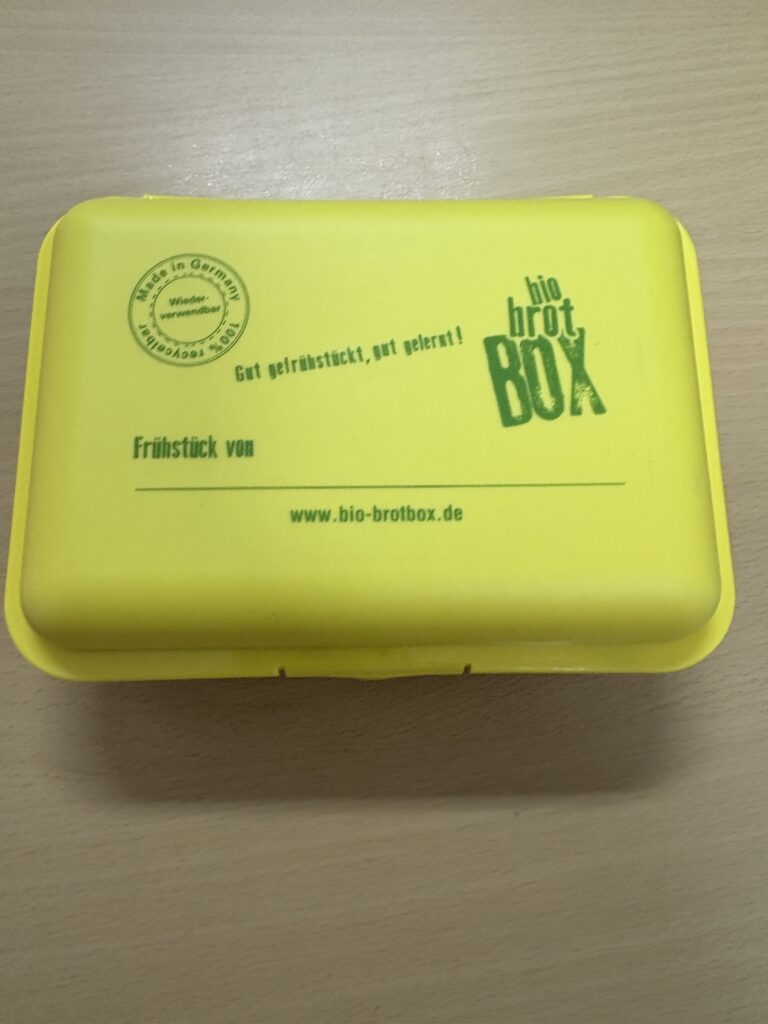 Made in Germany
Wieder-
verwendbar
100% recycelbar
bio
brot
BOX
Gut gefrühstückt, gut gelernt!
Frühstück von
www.bio-brotbox.de